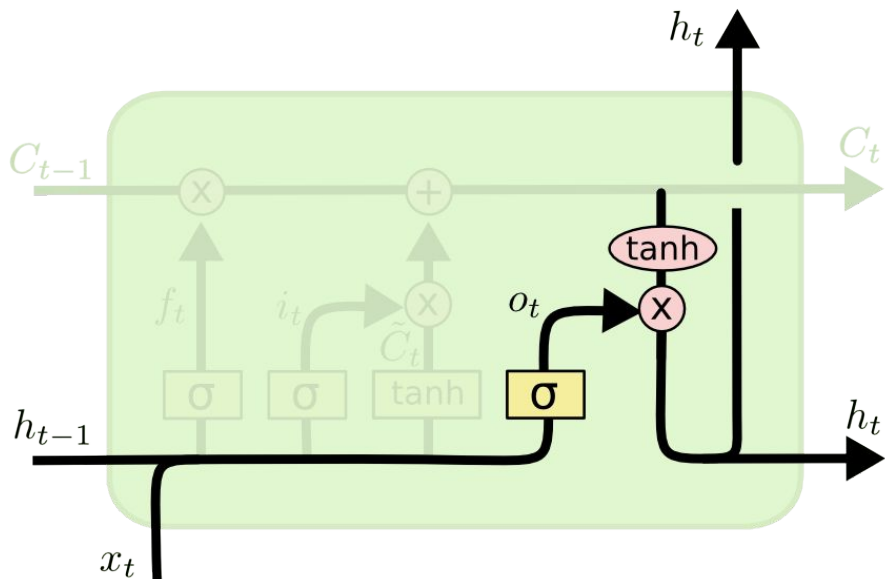 h_t
C_{t-1}
C_t
x
+
tanh
f_t
i_t
x
o_t
x
C̃_t
σ
σ
tanh
σ
h_{t-1}
h_t
x_t